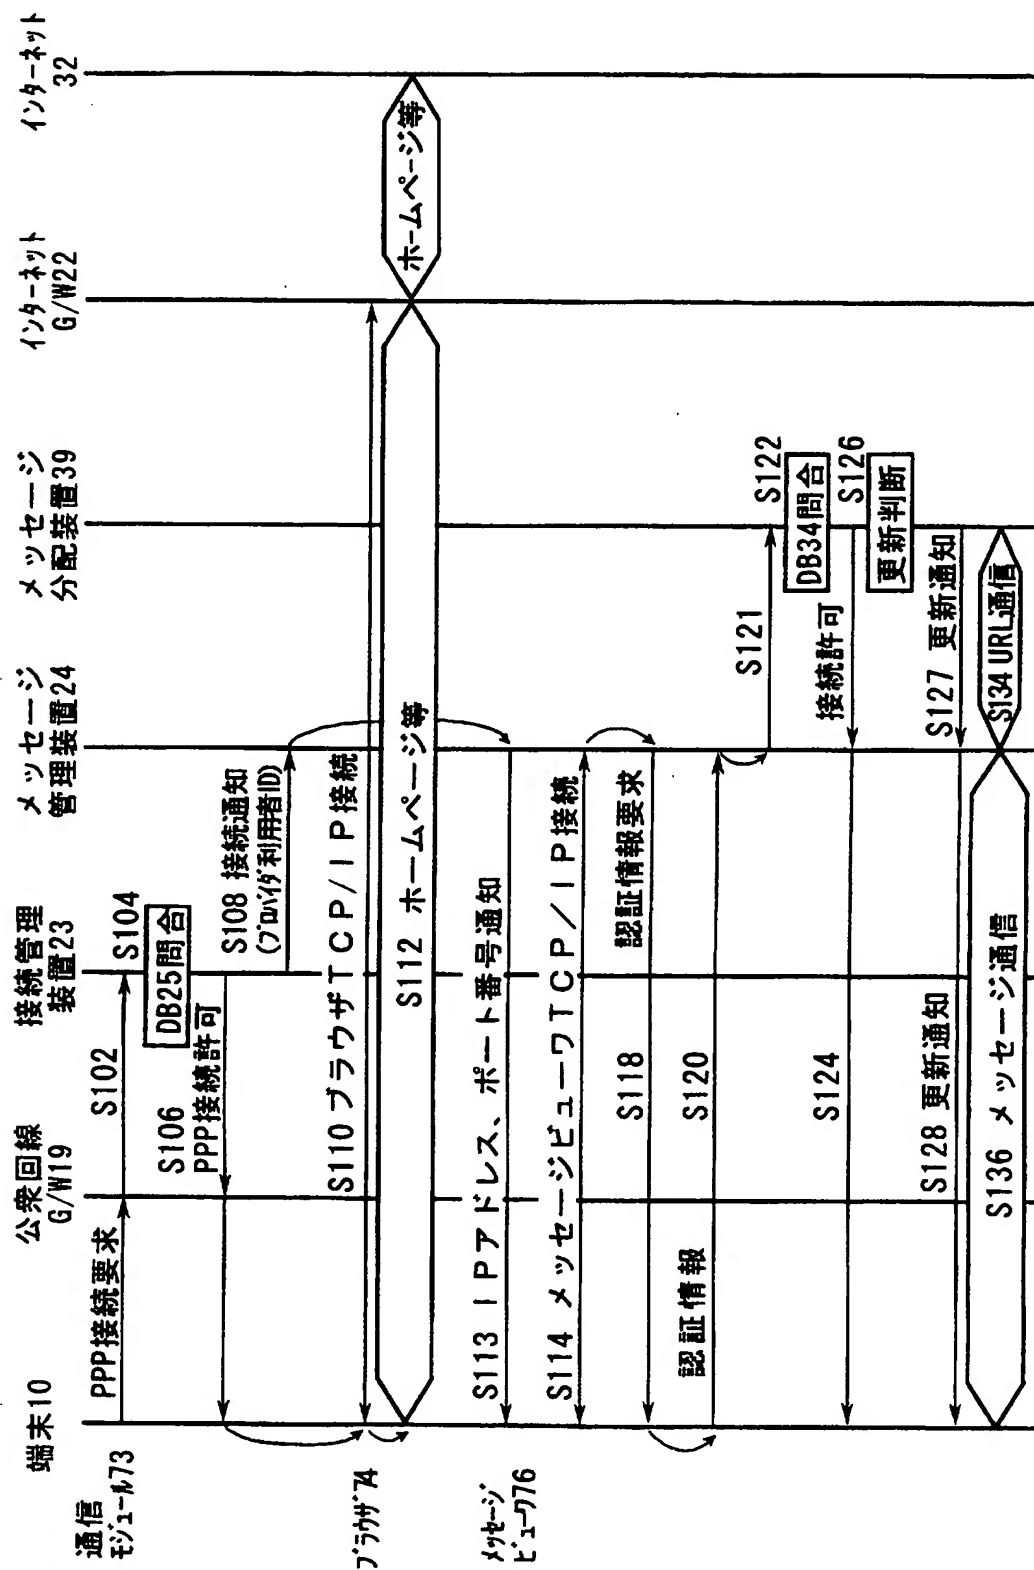 端末10
公衆回線
G/W19
接続管理
装置23
メッセージ
管理装置24
メッセージ
分配装置39
インターネット
G/W22
インターネット
32
通信
モジュール73
PPP接続要求
S102
S104
DB25問合
S106
PPP接続許可
S108 接続通知
(プロバイダ利用者ID)
ブラウザ74
S110 ブラウザTCP/IP接続
S112 ホームページ等
ホームページ等
メッセージ
ビューワ76
S113 IPアドレス、ポート番号通知
S114 メッセージビューワTCP/IP接続
認証情報要求
S118
認証情報
S120
S121
S122
DB34問合
接続許可
S124
S126
更新判断
S127 更新通知
S128 更新通知
S134 URL通信
S136 メッセージ通信